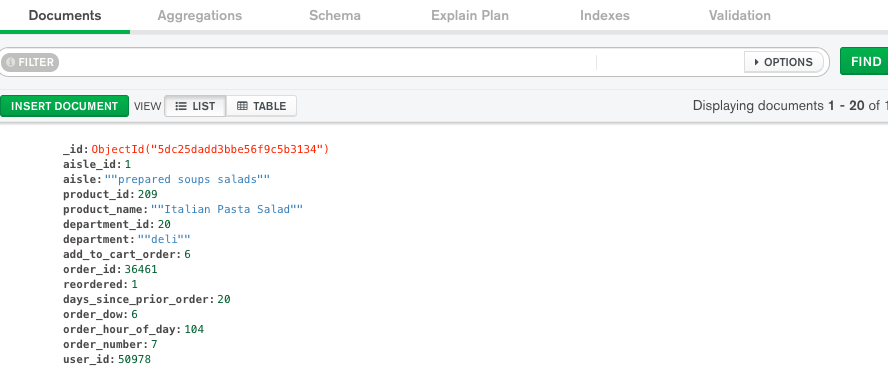 Documents Aggregations Schema Explain Plan Indexes Validation
FILTER OPTIONS FIND
INSERT DOCUMENT VIEW LIST TABLE Displaying documents 1 - 20 of 1
_id:ObjectId("5dc25dadd3bbe56f9c5b3134")
aisle_id:1
aisle:""prepared soups salads""
product_id:209
product_name:""Italian Pasta Salad""
department_id:20
department:""deli""
add_to_cart_order:6
order_id:36461
reordered:1
days_since_prior_order:20
order_dow:6
order_hour_of_day:104
order_number:7
user_id:50978